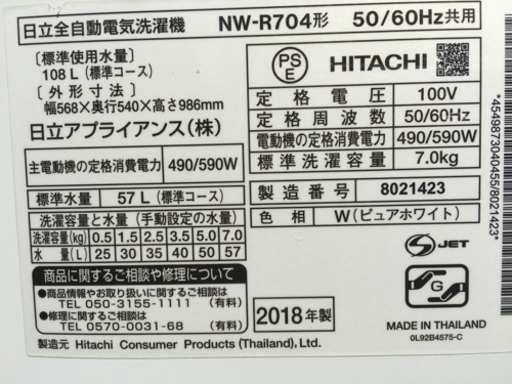 日立全自動電気洗濯機 NW-R704形 50/60Hz共用
〔標準使用水量〕
108 L (標準コース)
〔外形寸法〕
幅568×奥行540×高さ986mm
日立アプライアンス(株)
主電動機の定格消費電力 490/590W
標準水量 57 L (標準コース)
洗濯容量と水量 (手動設定の水量)
洗濯容量(kg) 0.5 1.5 2.5 3.5 5.0 7.0
水量(L) 25 30 35 40 50 57
商品に関するご相談や修理について
●商品情報やお取り扱いに関するご相談
TEL 050-3155-1111 (有料)
●修理に関するご相談
TEL 0570-0031-68 (有料)
製造元 Hitachi Consumer Products (Thailand), Ltd.
PS
E
HITACHI
定格電圧 100V
定格周波数 50/60Hz
電動機の定格消費電力 490/590W
標準洗濯容量 7.0kg
製造番号 8021423
色相 W(ピュアホワイト)
S JET
G
2018年製
MADE IN THAILAND
0L92B4575-C
*4549873040455/8021423*